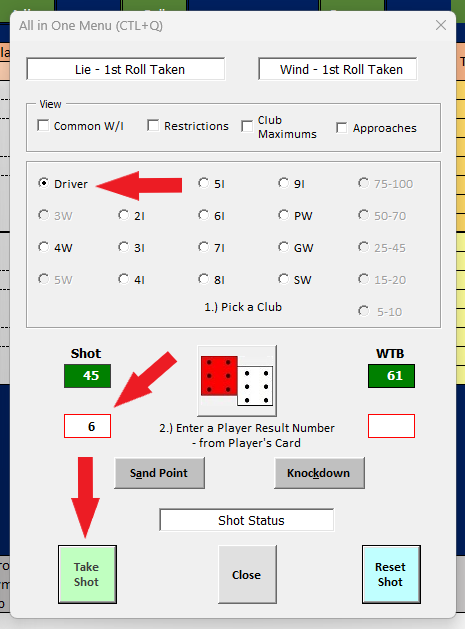 All in One Menu (CTL+Q)
Lie - 1st Roll Taken
Wind - 1st Roll Taken
View
Common W/I
Restrictions
Club
Maximums
Approaches
Driver
5I
9I
75-100
3W
2I
6I
PW
50-70
4W
3I
7I
GW
25-45
5W
4I
8I
SW
15-20
1.) Pick a Club
5-10
Shot
WTB
45
61
6
2.) Enter a Player Result Number
- from Player's Card
Sand Point
Knockdown
Shot Status
Take
Shot
Close
Reset
Shot